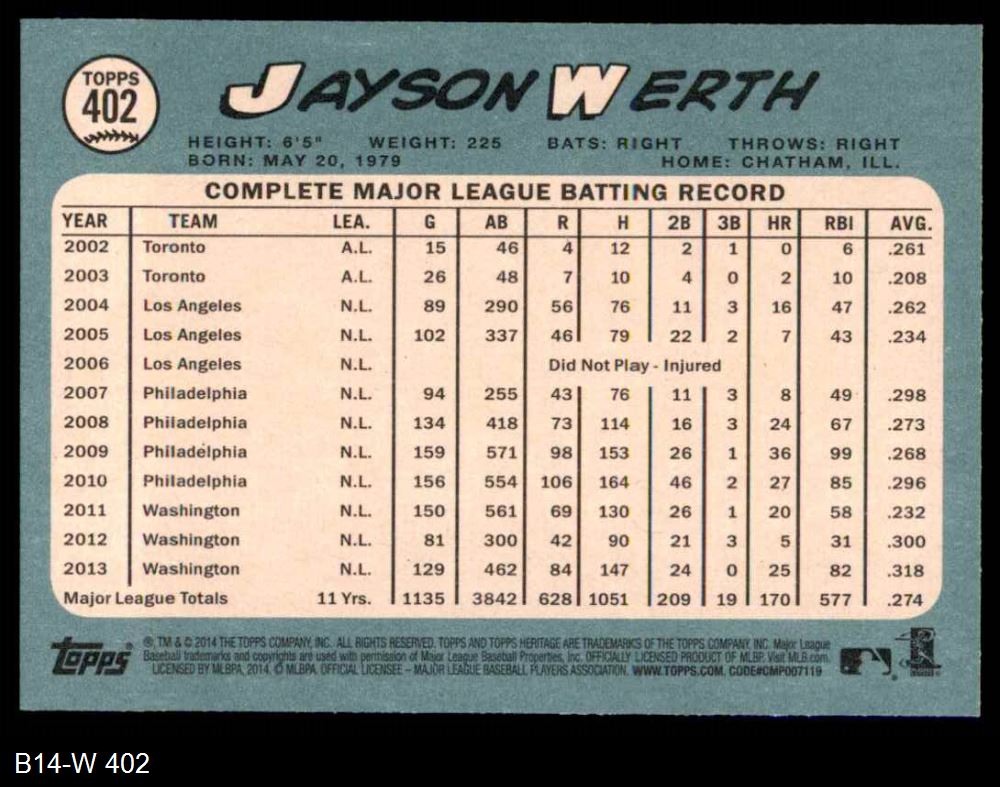 TOPPS
402
JAYSON WERTH
HEIGHT: 6'5" WEIGHT: 225 BATS: RIGHT THROWS: RIGHT
BORN: MAY 20, 1979 HOME: CHATHAM, ILL.
COMPLETE MAJOR LEAGUE BATTING RECORD
YEAR TEAM LEA. G AB R H 2B 3B HR RBI AVG.
2002 Toronto A.L. 15 46 4 12 2 1 0 6 .261
2003 Toronto A.L. 26 48 7 10 4 0 2 10 .208
2004 Los Angeles N.L. 89 290 56 76 11 3 16 47 .262
2005 Los Angeles N.L. 102 337 46 79 22 2 7 43 .234
2006 Los Angeles N.L. Did Not Play - Injured
2007 Philadelphia N.L. 94 255 43 76 11 3 8 49 .298
2008 Philadelphia N.L. 134 418 73 114 16 3 24 67 .273
2009 Philadelphia N.L. 159 571 98 153 26 1 36 99 .268
2010 Philadelphia N.L. 156 554 106 164 46 2 27 85 .296
2011 Washington N.L. 150 561 69 130 26 1 20 58 .232
2012 Washington N.L. 81 300 42 90 21 3 5 31 .300
2013 Washington N.L. 129 462 84 147 24 0 25 82 .318
Major League Totals 11 Yrs. 1135 3842 628 1051 209 19 170 577 .274
Topps
®, TM & © 2014 THE TOPPS COMPANY, INC. ALL RIGHTS RESERVED. TOPPS AND TOPPS HERITAGE ARE TRADEMARKS OF THE TOPPS COMPANY, INC. Major League
Baseball trademarks and copyrights are used with permission of Major League Baseball Properties, Inc. OFFICIALLY LICENSED PRODUCT OF MLBP. Visit MLB.com.
LICENSED BY MLBPA, 2014. © MLBPA. OFFICIAL LICENSEE – MAJOR LEAGUE BASEBALL PLAYERS ASSOCIATION. WWW.TOPPS.COM. CODE#CMP007119
B14-W 402